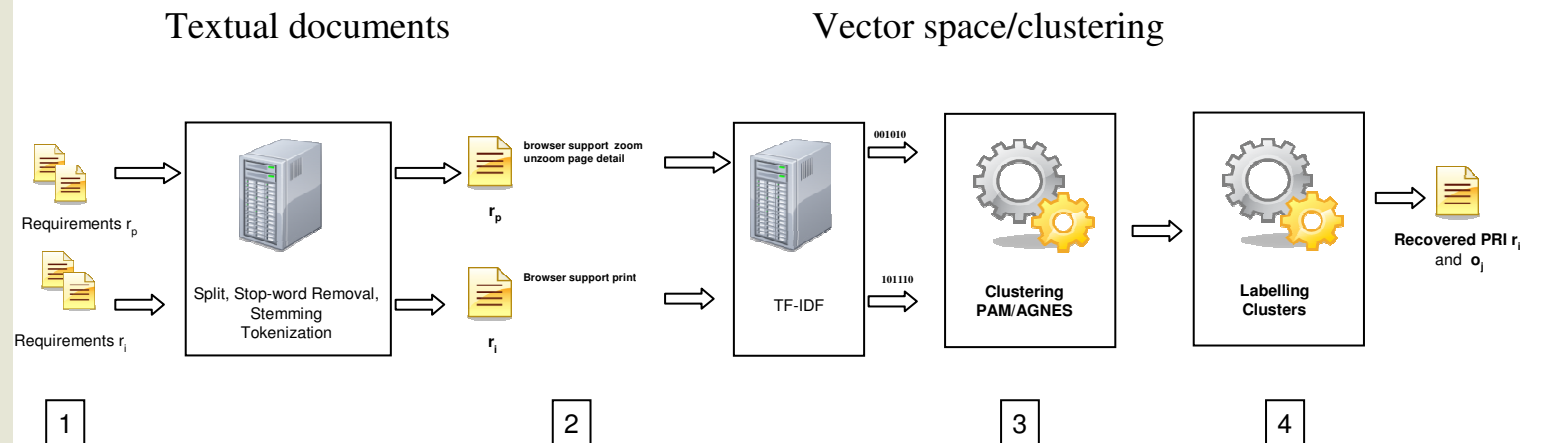 Textual documents
Vector space/clustering
Requirements rp
Requirements ri
Split, Stop-word Removal,
Stemming
Tokenization
browser support zoom
unzoom page detail
rp
Browser support print
ri
TF-IDF
001010
101110
Clustering
PAM/AGNES
Labelling
Clusters
Recovered PRI ri
and oj
1
2
3
4